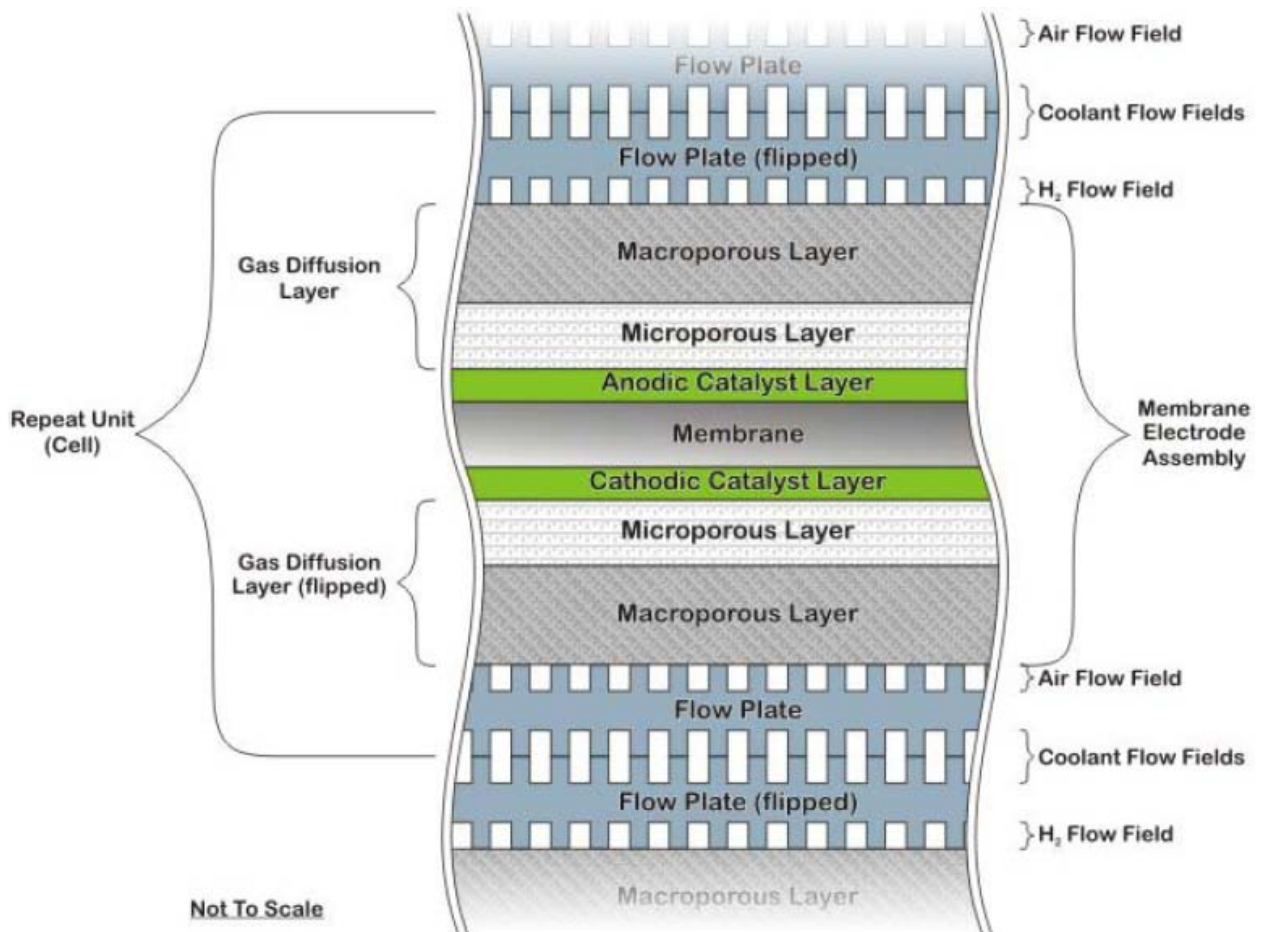 Air Flow Field
Flow Plate
Coolant Flow Fields
Flow Plate (flipped)
H₂ Flow Field
Macroporous Layer
Gas Diffusion
Layer
Microporous Layer
Anodic Catalyst Layer
Repeat Unit
(Cell)
Membrane
Membrane
Electrode
Assembly
Cathodic Catalyst Layer
Microporous Layer
Gas Diffusion
Layer (flipped)
Macroporous Layer
Air Flow Field
Flow Plate
Coolant Flow Fields
Flow Plate (flipped)
H₂ Flow Field
Macroporous Layer
Not To Scale